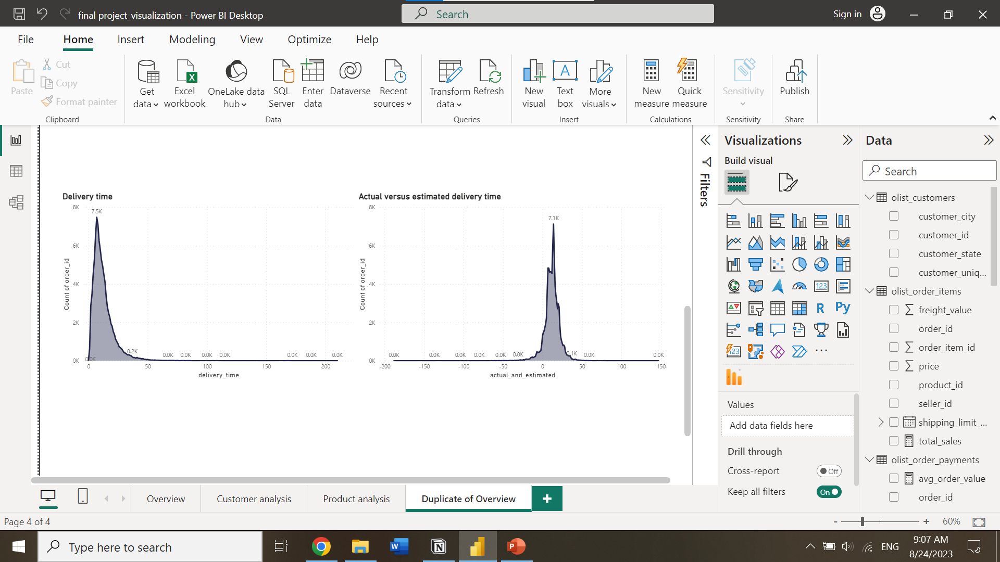 final project_visualization - Power BI Desktop
Search
Sign in
File Home Insert Modeling View Optimize Help
Paste
Cut
Copy
Format painter
Clipboard
Get data
Excel workbook
OneLake data hub
SQL Server
Enter data
Dataverse
Recent sources
Data
Transform data
Refresh
Queries
New visual
Text box
More visuals
Insert
New measure
Quick measure
Calculations
Sensitivity
Sensitivity
Publish
Share
Delivery time
8K
6K
4K
2K
0K
7.5K
0.0K
0.2K
0.0K 0.0K 0.0K 0.0K 0.0K 0.0K 0.0K
0 50 100 150 200
Count of order_id
delivery_time
Actual versus estimated delivery time
8K
6K
4K
2K
0K
7.1K
0.0K 0.0K 0.0K 0.0K 0.0K 0.0K 0.1K 0.0K 0.0K
-200 -150 -100 -50 0 50 100 150
Count of order_id
actual_and_estimated
Filters
Visualizations
Build visual
123
R
Py
123
Values
Add data fields here
Drill through
Cross-report
Off
Keep all filters
On
Data
Search
olist_customers
customer_city
customer_id
customer_state
customer_uniq...
olist_order_items
freight_value
order_id
order_item_id
price
product_id
seller_id
shipping_limit_...
total_sales
olist_order_payments
avg_order_value
order_id
Overview
Customer analysis
Product analysis
Duplicate of Overview
Page 4 of 4
- + 60%
Type here to search
ENG
9:07 AM
8/24/2023